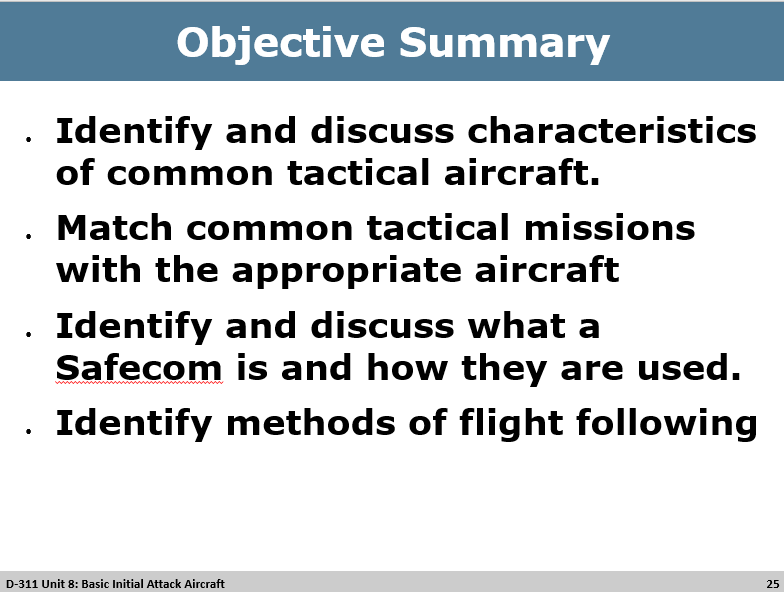 Objective Summary
• Identify and discuss characteristics
of common tactical aircraft.
• Match common tactical missions
with the appropriate aircraft
• Identify and discuss what a
Safecom is and how they are used.
• Identify methods of flight following
D-311 Unit 8: Basic Initial Attack Aircraft 25